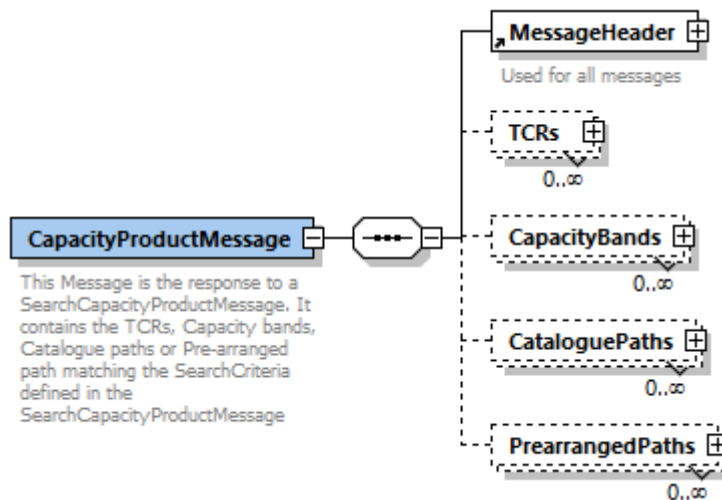 MessageHeader
Used for all messages
TCRs
0..∞
CapacityProductMessage
This Message is the response to a
SearchCapacityProductMessage. It
contains the TCRs, Capacity bands,
Catalogue paths or Pre-arranged
path matching the SearchCriteria
defined in the
SearchCapacityProductMessage
CapacityBands
0..∞
CataloguePaths
0..∞
PrearrangedPaths
0..∞